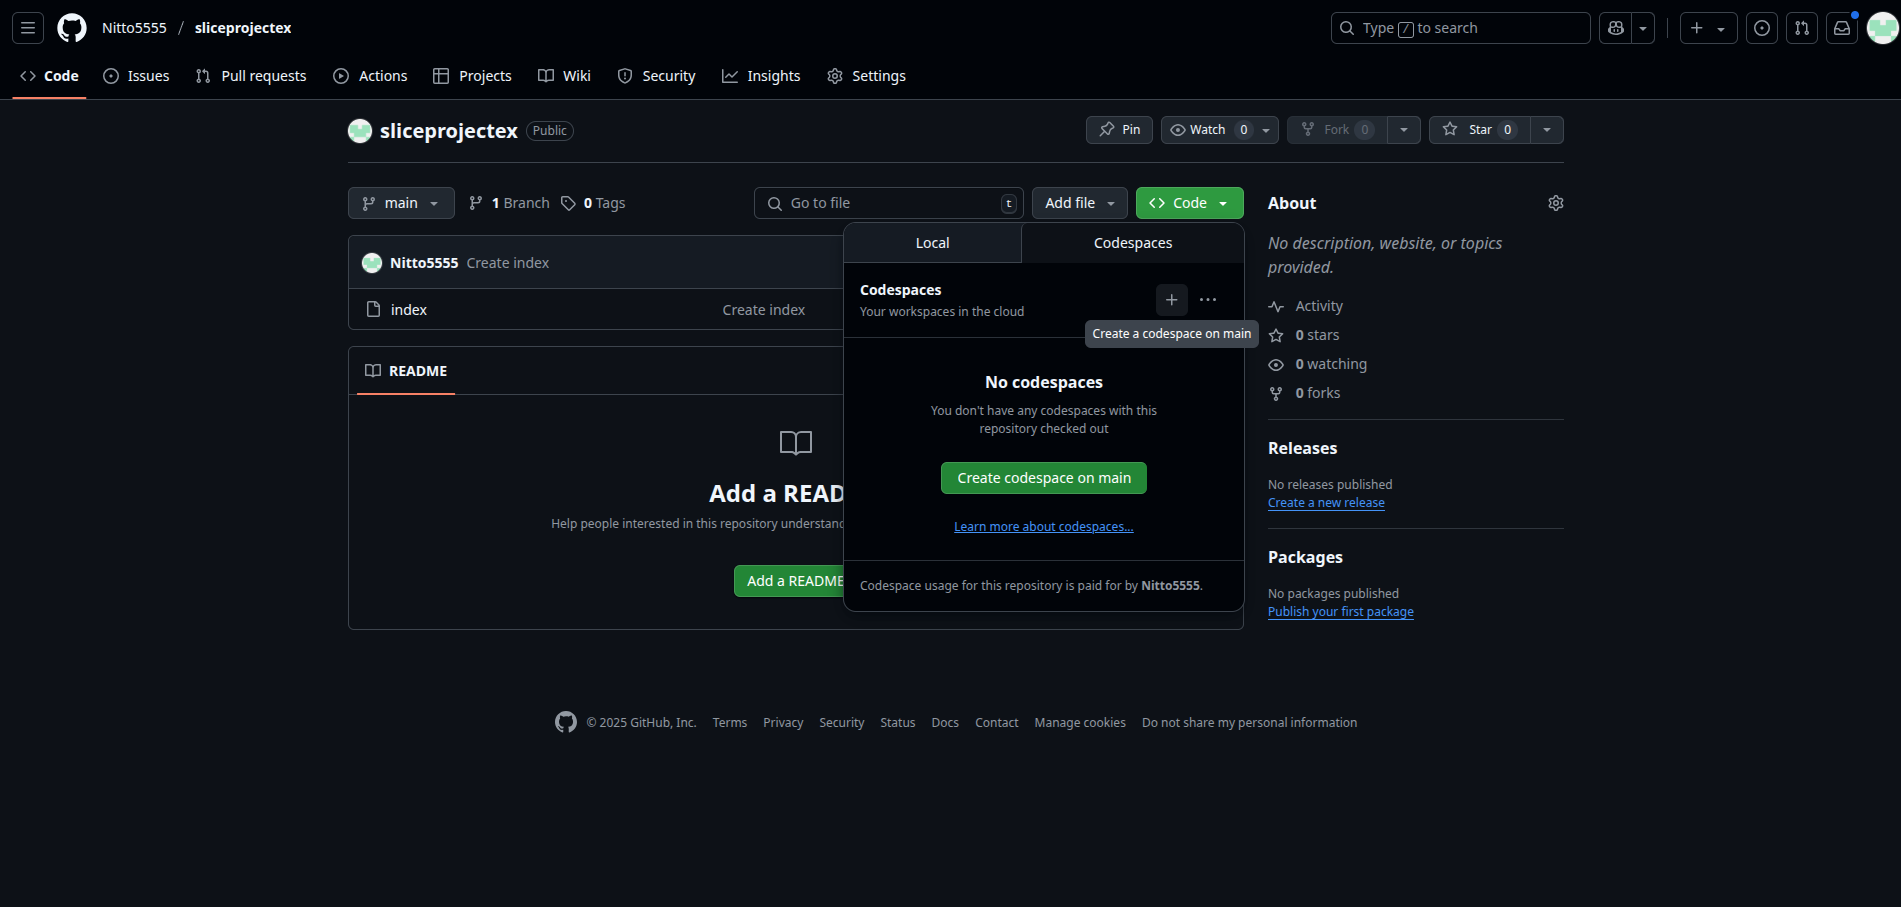 Nitto5555 / sliceprojectex
Type / to search
Code Issues Pull requests Actions Projects Wiki Security Insights Settings
sliceprojectex Public
Pin Watch 0 Fork 0 Star 0
main 1 Branch 0 Tags
Go to file t Add file Code
Local Codespaces
Nitto5555 Create index
index Create index
README
Add a READ
Help people interested in this repository understand
Add a README
Codespaces
Your workspaces in the cloud
Create a codespace on main
No codespaces
You don't have any codespaces with this
repository checked out
Create codespace on main
Learn more about codespaces...
Codespace usage for this repository is paid for by Nitto5555.
About
No description, website, or topics
provided.
Activity
0 stars
0 watching
0 forks
Releases
No releases published
Create a new release
Packages
No packages published
Publish your first package
© 2025 GitHub, Inc. Terms Privacy Security Status Docs Contact Manage cookies Do not share my personal information